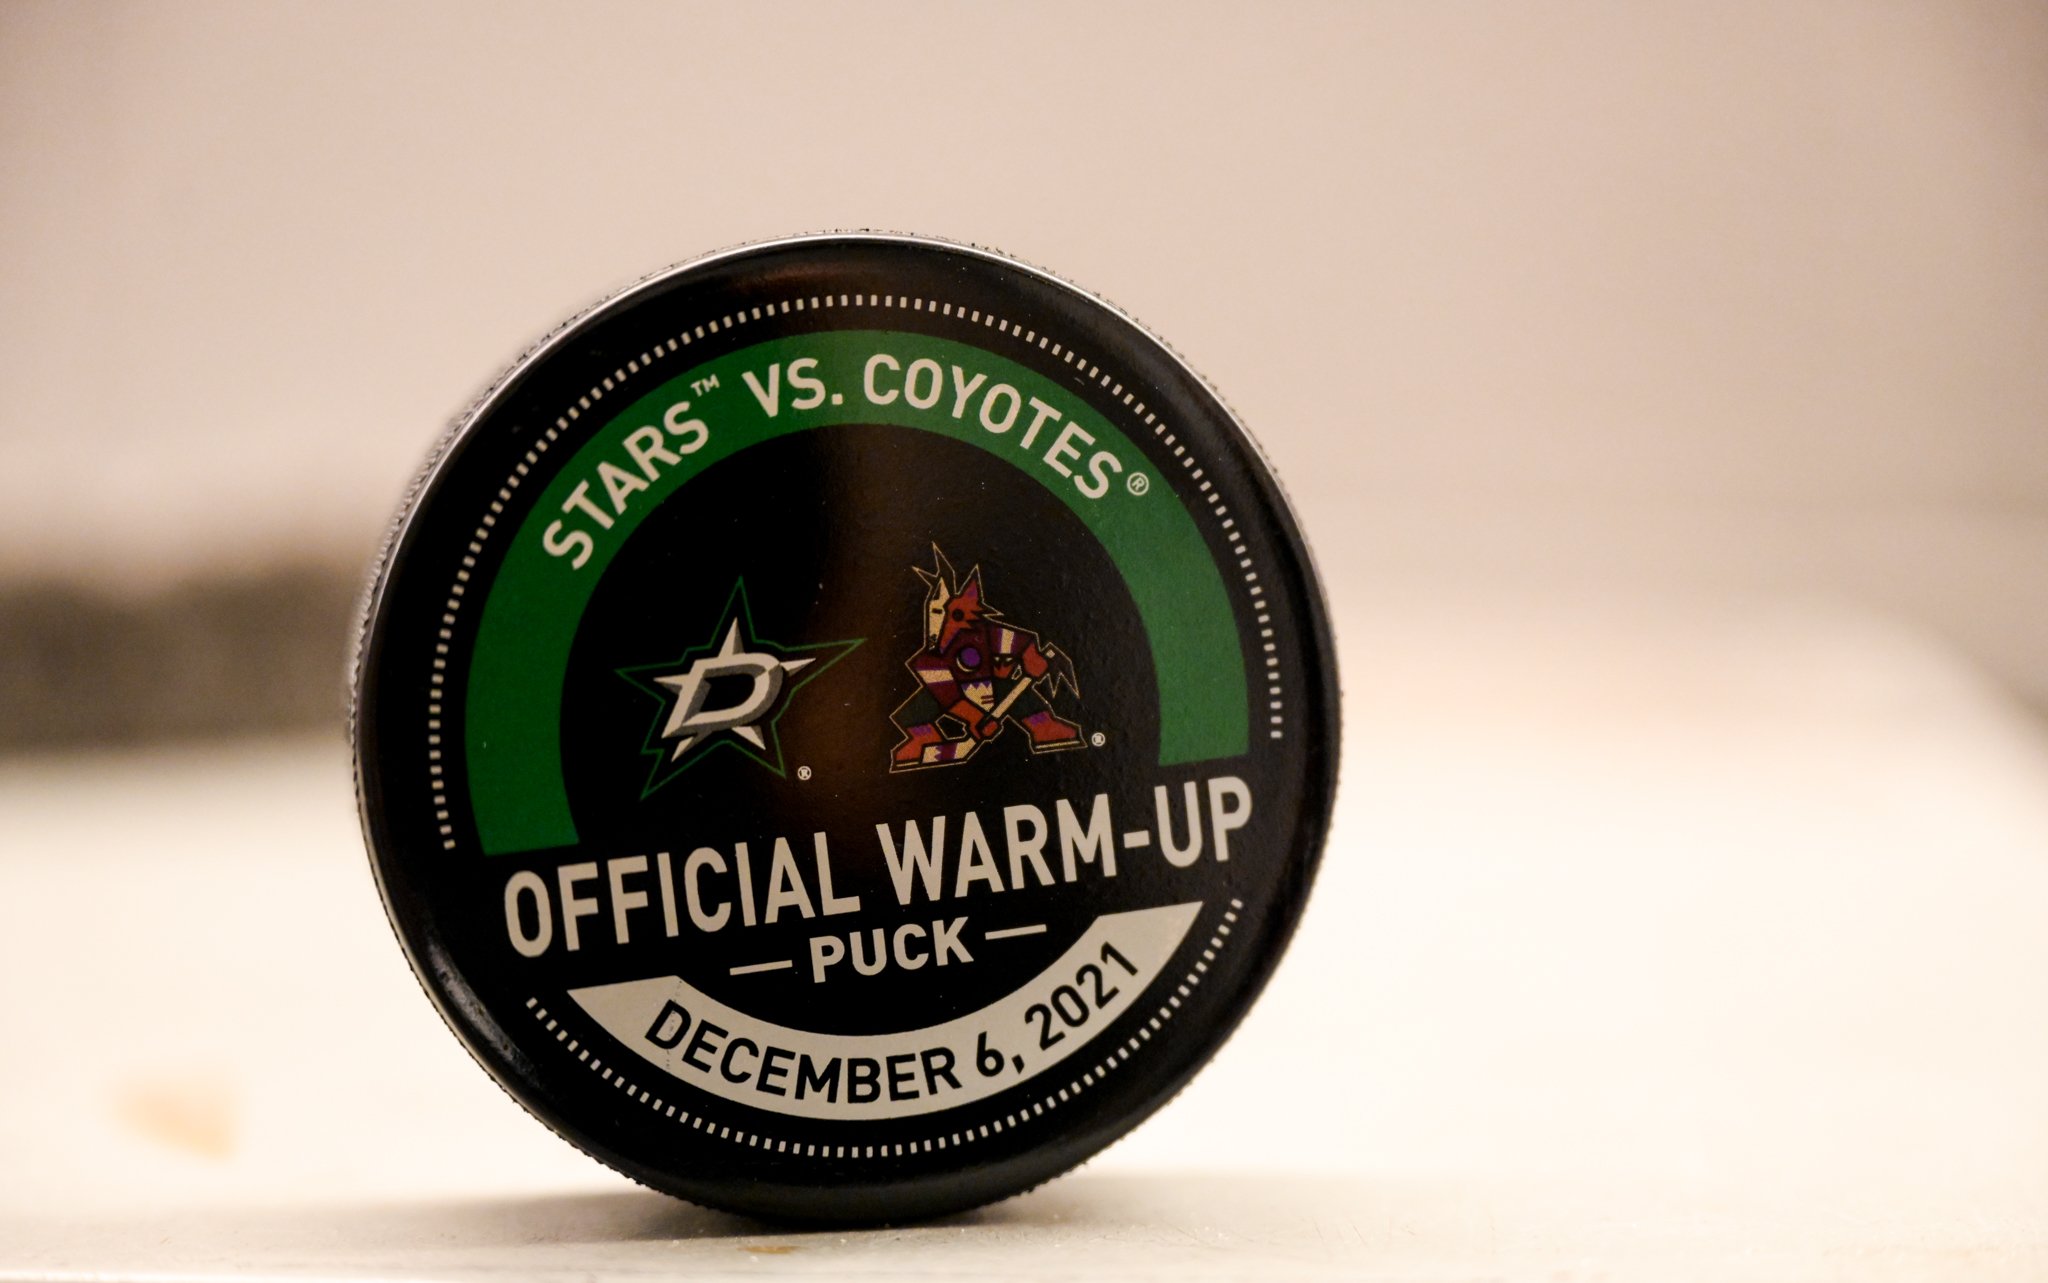 STARS™ VS. COYOTES®
D
®
®
OFFICIAL WARM-UP
PUCK
DECEMBER 6, 2021